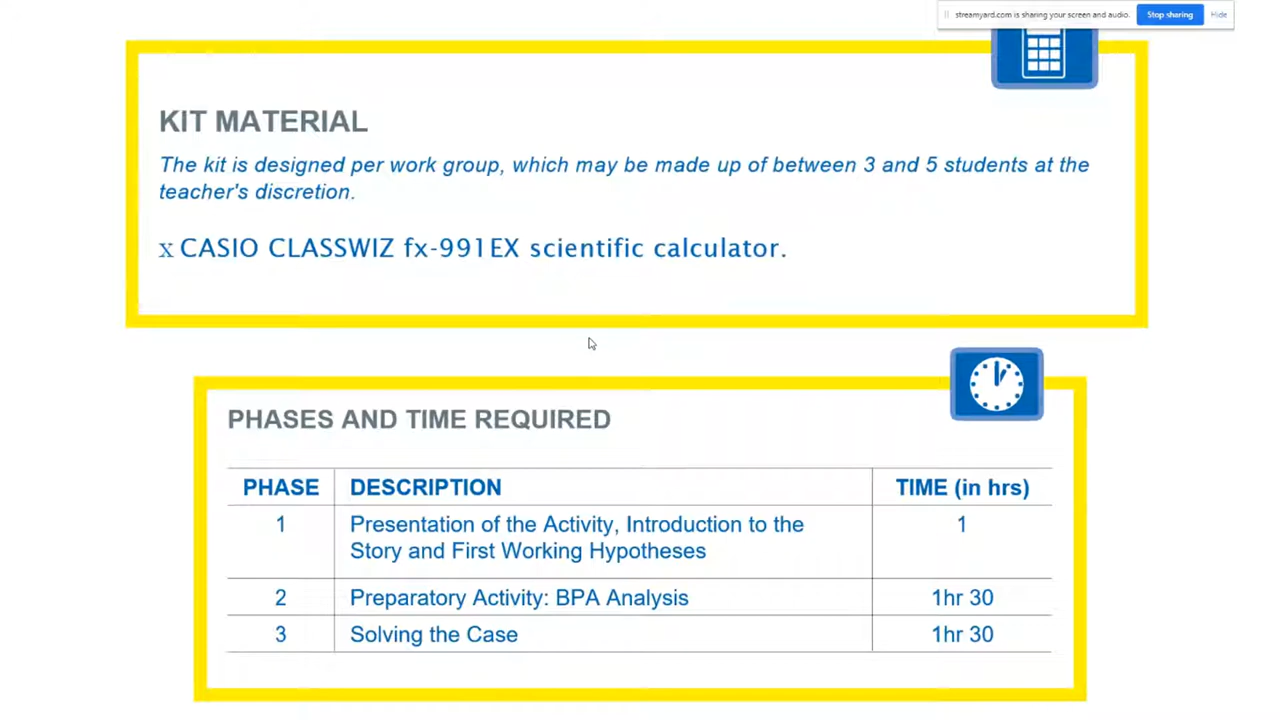 streamyard.com is sharing your screen and audio. Stop sharing Hide
KIT MATERIAL
The kit is designed per work group, which may be made up of between 3 and 5 students at the
teacher's discretion.
x CASIO CLASSWIZ fx-991EX scientific calculator.
PHASES AND TIME REQUIRED
PHASE DESCRIPTION TIME (in hrs)
1 Presentation of the Activity, Introduction to the 1
Story and First Working Hypotheses
2 Preparatory Activity: BPA Analysis 1hr 30
3 Solving the Case 1hr 30